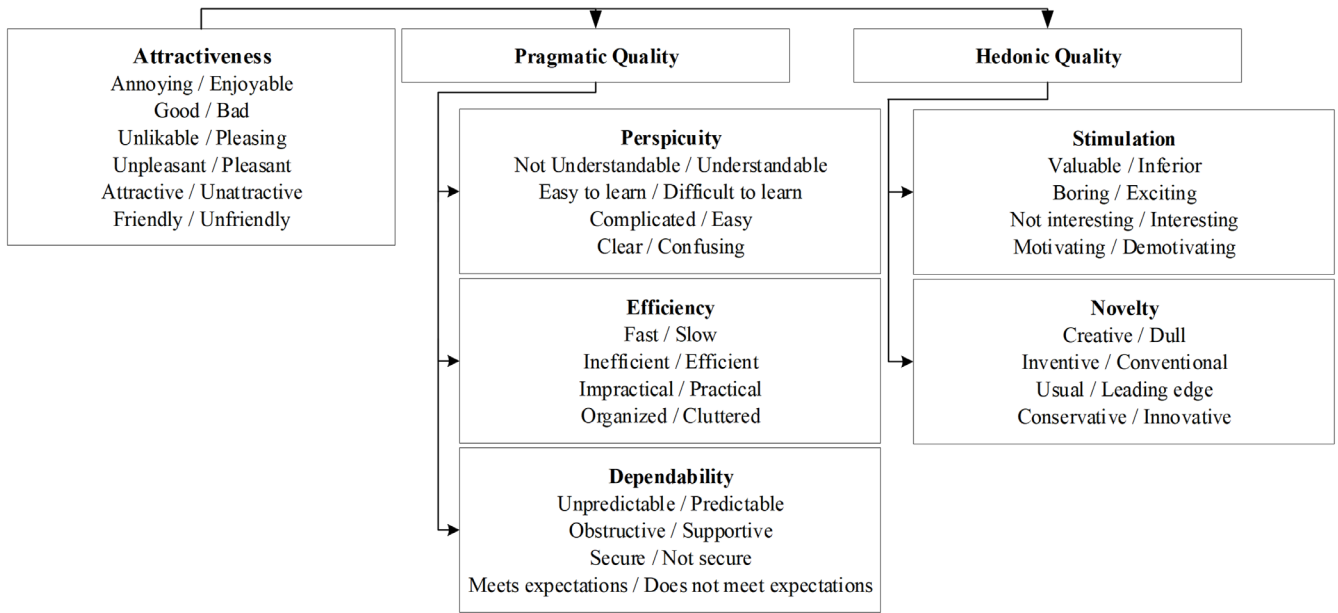 Attractiveness
Annoying / Enjoyable
Good / Bad
Unlikable / Pleasing
Unpleasant / Pleasant
Attractive / Unattractive
Friendly / Unfriendly
Pragmatic Quality
Perspicuity
Not Understandable / Understandable
Easy to learn / Difficult to learn
Complicated / Easy
Clear / Confusing
Efficiency
Fast / Slow
Inefficient / Efficient
Impractical / Practical
Organized / Cluttered
Dependability
Unpredictable / Predictable
Obstructive / Supportive
Secure / Not secure
Meets expectations / Does not meet expectations
Hedonic Quality
Stimulation
Valuable / Inferior
Boring / Exciting
Not interesting / Interesting
Motivating / Demotivating
Novelty
Creative / Dull
Inventive / Conventional
Usual / Leading edge
Conservative / Innovative